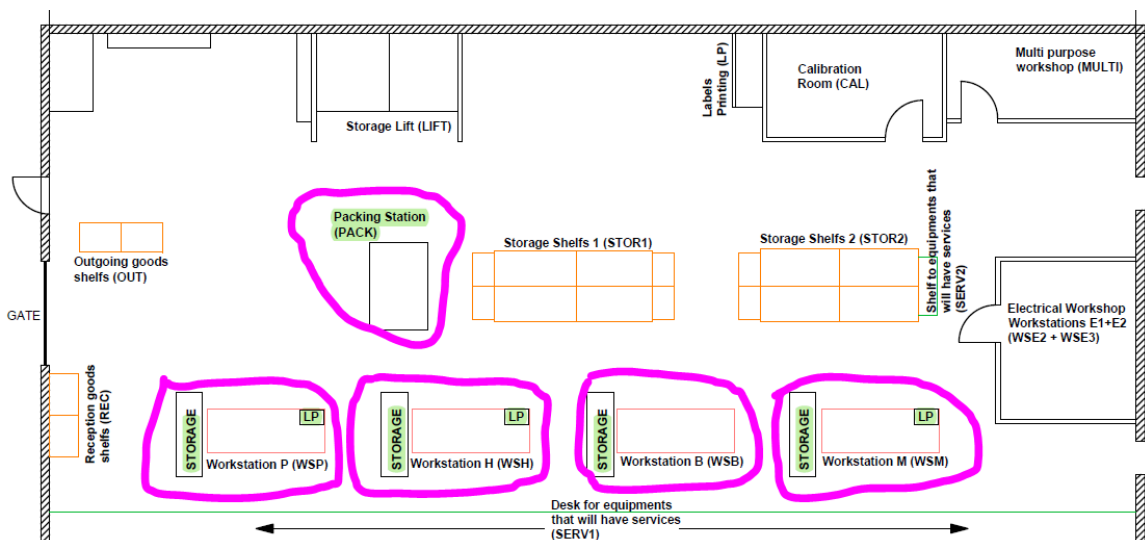 Multi purpose
workshop (MULTI)
Calibration
Room (CAL)
Labels
Printing (LP)
Storage Lift (LIFT)
Packing Station
(PACK)
Storage Shelfs 1 (STOR1)
Storage Shelfs 2 (STOR2)
Shelf to equipments that
will have services
(SERV2)
Outgoing goods
shelfs (OUT)
GATE
Electrical Workshop
Workstations E1+E2
(WSE2 + WSE3)
Reception goods
shelfs (REC)
STORAGE
LP
Workstation P (WSP)
STORAGE
LP
Workstation H (WSH)
STORAGE
Workstation B (WSB)
STORAGE
LP
Workstation M (WSM)
Desk for equipments
that will have services
(SERV1)